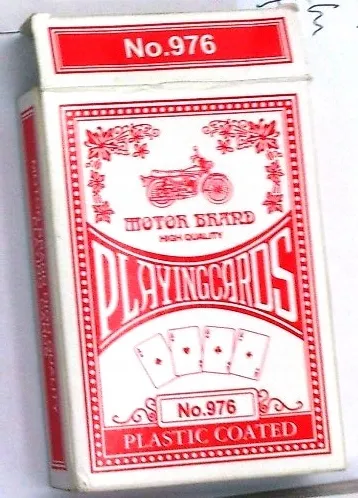 No.976
MOTOR BRAND
HIGH QUALITY
PLAYINGCARDS
No.976
PLASTIC COATED